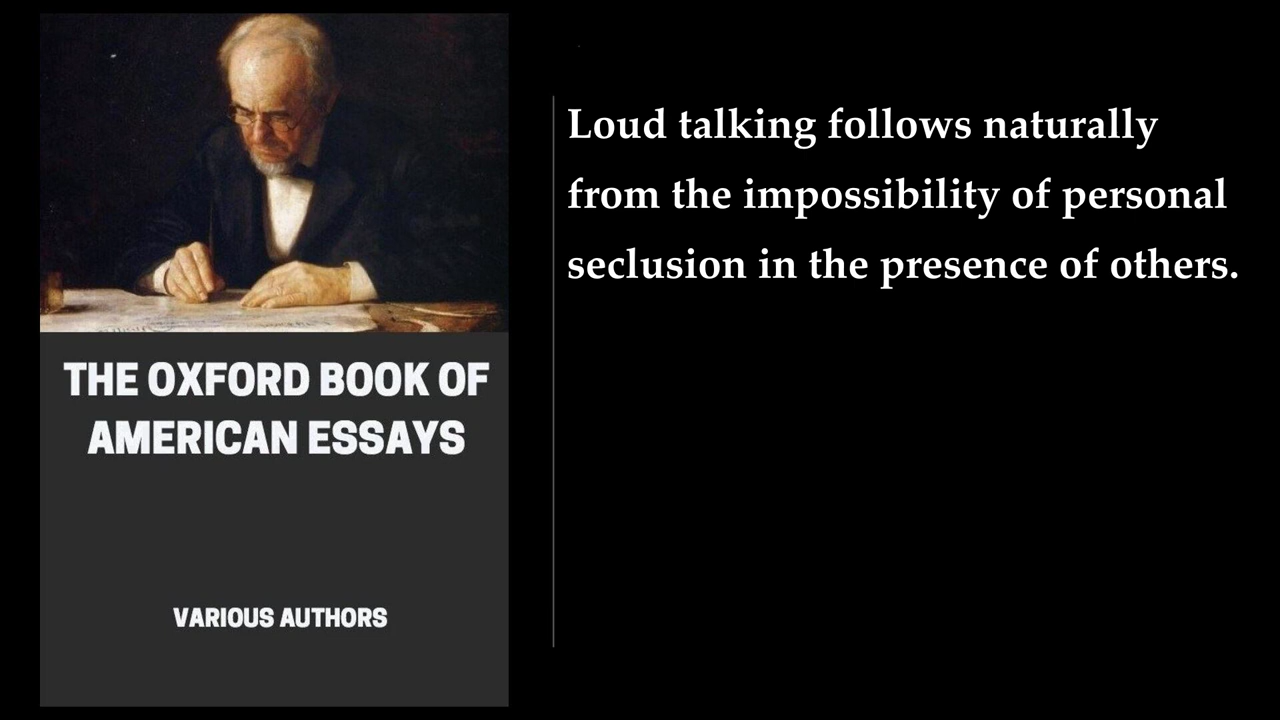 THE OXFORD BOOK OF
AMERICAN ESSAYS
VARIOUS AUTHORS
Loud talking follows naturally
from the impossibility of personal
seclusion in the presence of others.